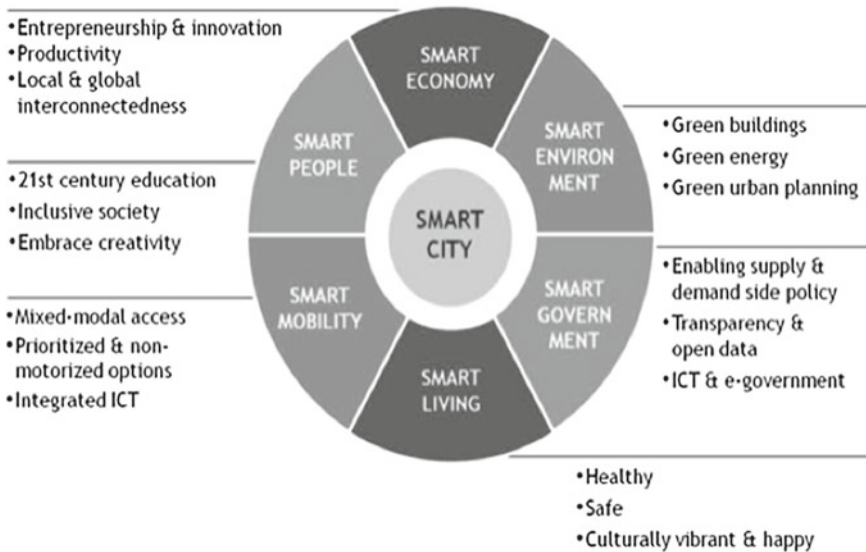 •Entrepreneurship & innovation
•Productivity
•Local & global
interconnectedness
SMART
ECONOMY
SMART
ENVIRON
MENT
•Green buildings
•Green energy
•Green urban planning
SMART
PEOPLE
•21st century education
•Inclusive society
•Embrace creativity
SMART
CITY
SMART
GOVERN
MENT
•Enabling supply &
demand side policy
•Transparency &
open data
•ICT & e-government
SMART
MOBILITY
•Mixed-modal access
•Prioritized & non-
motorized options
•Integrated ICT
SMART
LIVING
•Healthy
•Safe
•Culturally vibrant & happy